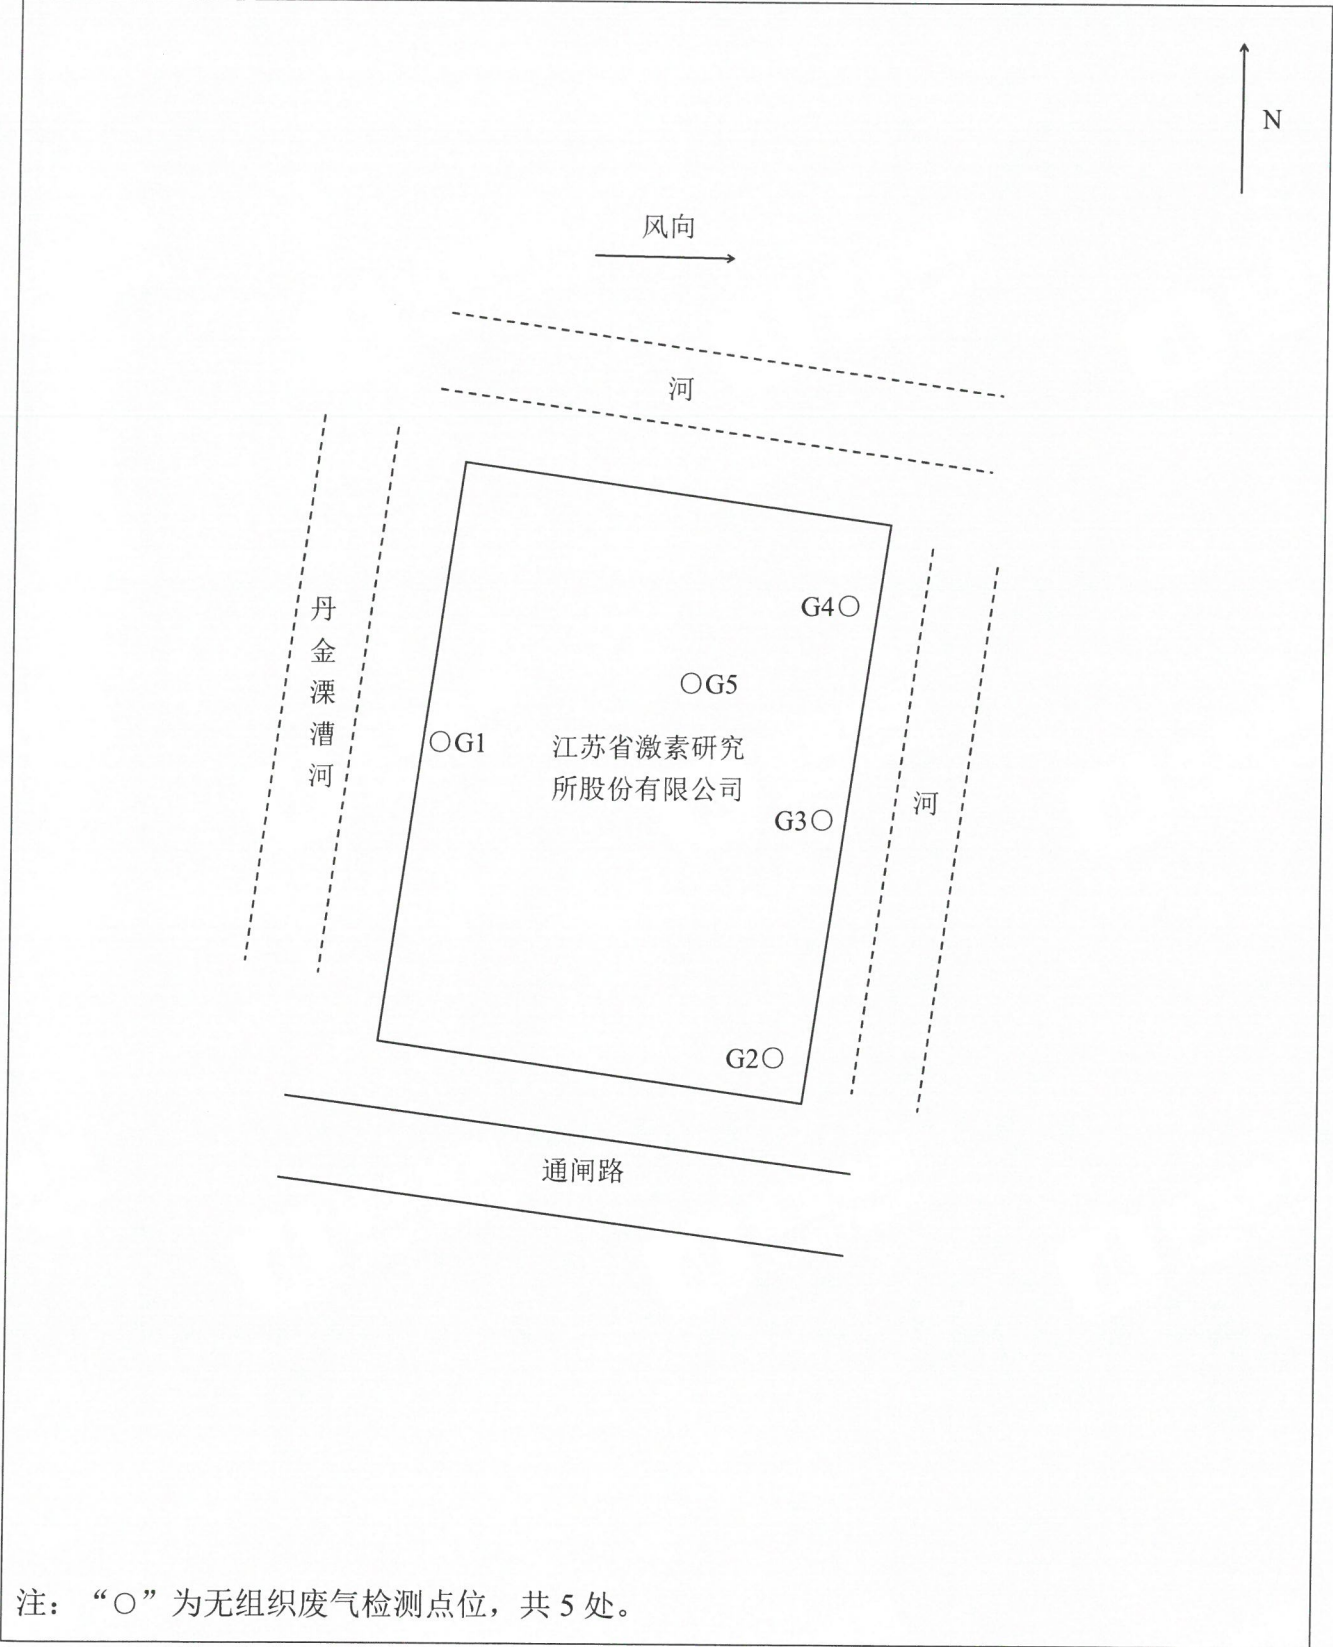 N
风向
河
丹金溧漕河
G4○
○G5
○G1
江苏省激素研究
所股份有限公司
G3○
河
G2○
通闸路
注：“○”为无组织废气检测点位，共 5 处。